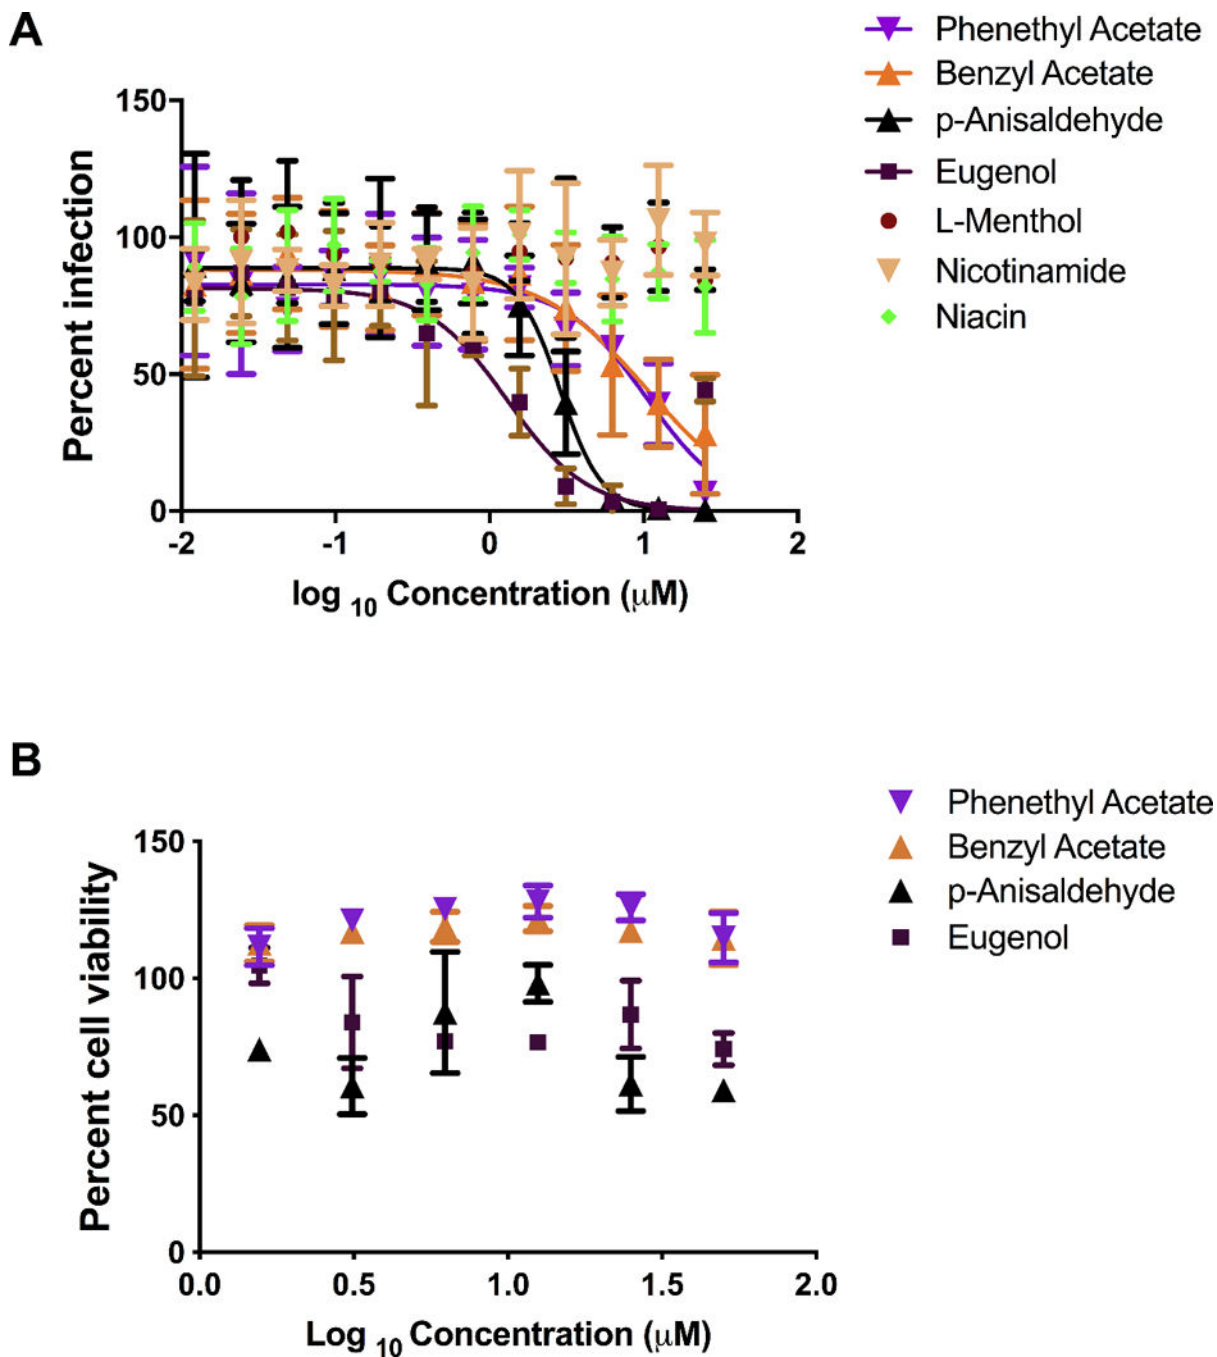 A
Phenethyl Acetate
Benzyl Acetate
p-Anisaldehyde
Eugenol
L-Menthol
Nicotinamide
Niacin
150
100
50
0
Percent infection
-2
-1
0
1
2
log 10 Concentration (μM)
B
Phenethyl Acetate
Benzyl Acetate
p-Anisaldehyde
Eugenol
150
100
50
0
Percent cell viability
0.0
0.5
1.0
1.5
2.0
Log 10 Concentration (μM)